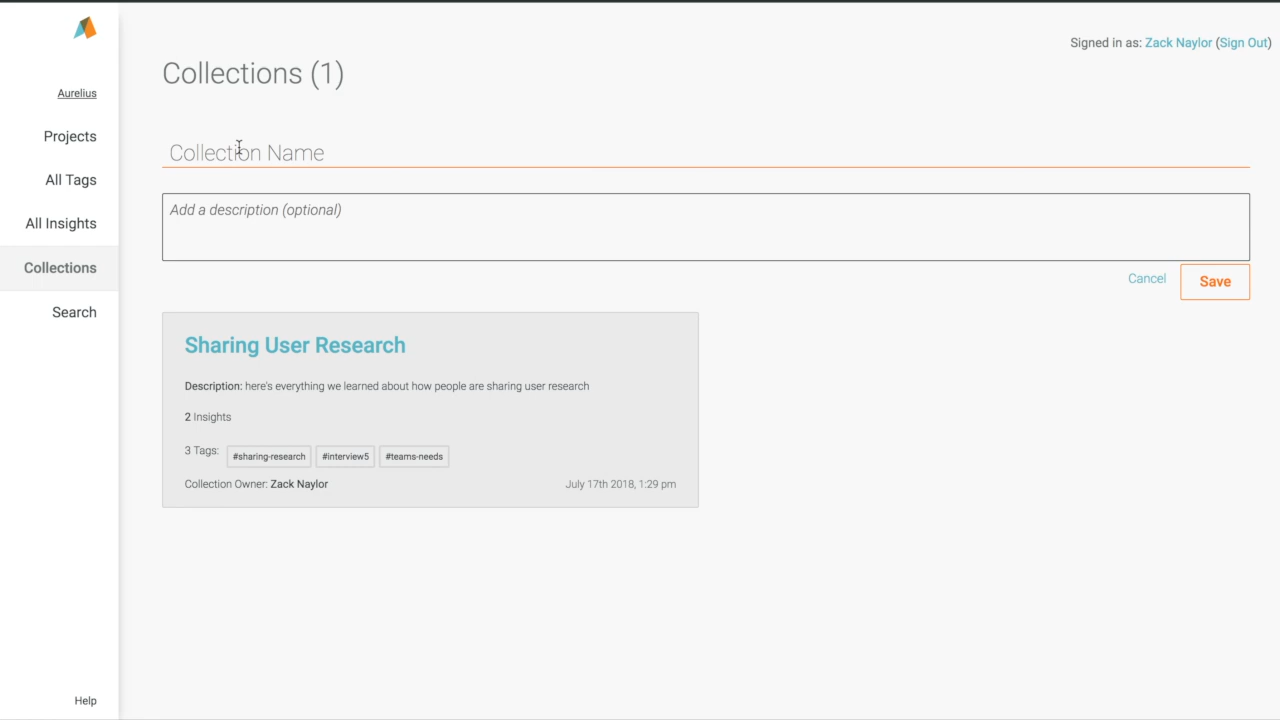 Signed in as: Zack Naylor (Sign Out)
Aurelius
Projects
All Tags
All Insights
Collections
Search
Help
Collections (1)
Collection Name
Add a description (optional)
Cancel
Save
Sharing User Research
Description: here's everything we learned about how people are sharing user research
2 Insights
3 Tags: #sharing-research #interview5 #teams-needs
Collection Owner: Zack Naylor July 17th 2018, 1:29 pm